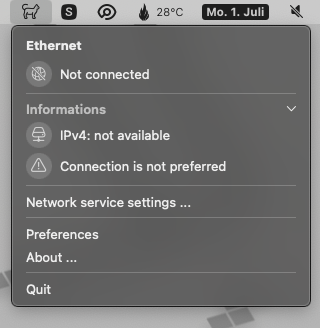 S
28°C
Mo. 1. Juli
Ethernet
Not connected
Informations
IPv4: not available
Connection is not preferred
Network service settings ...
Preferences
About ...
Quit